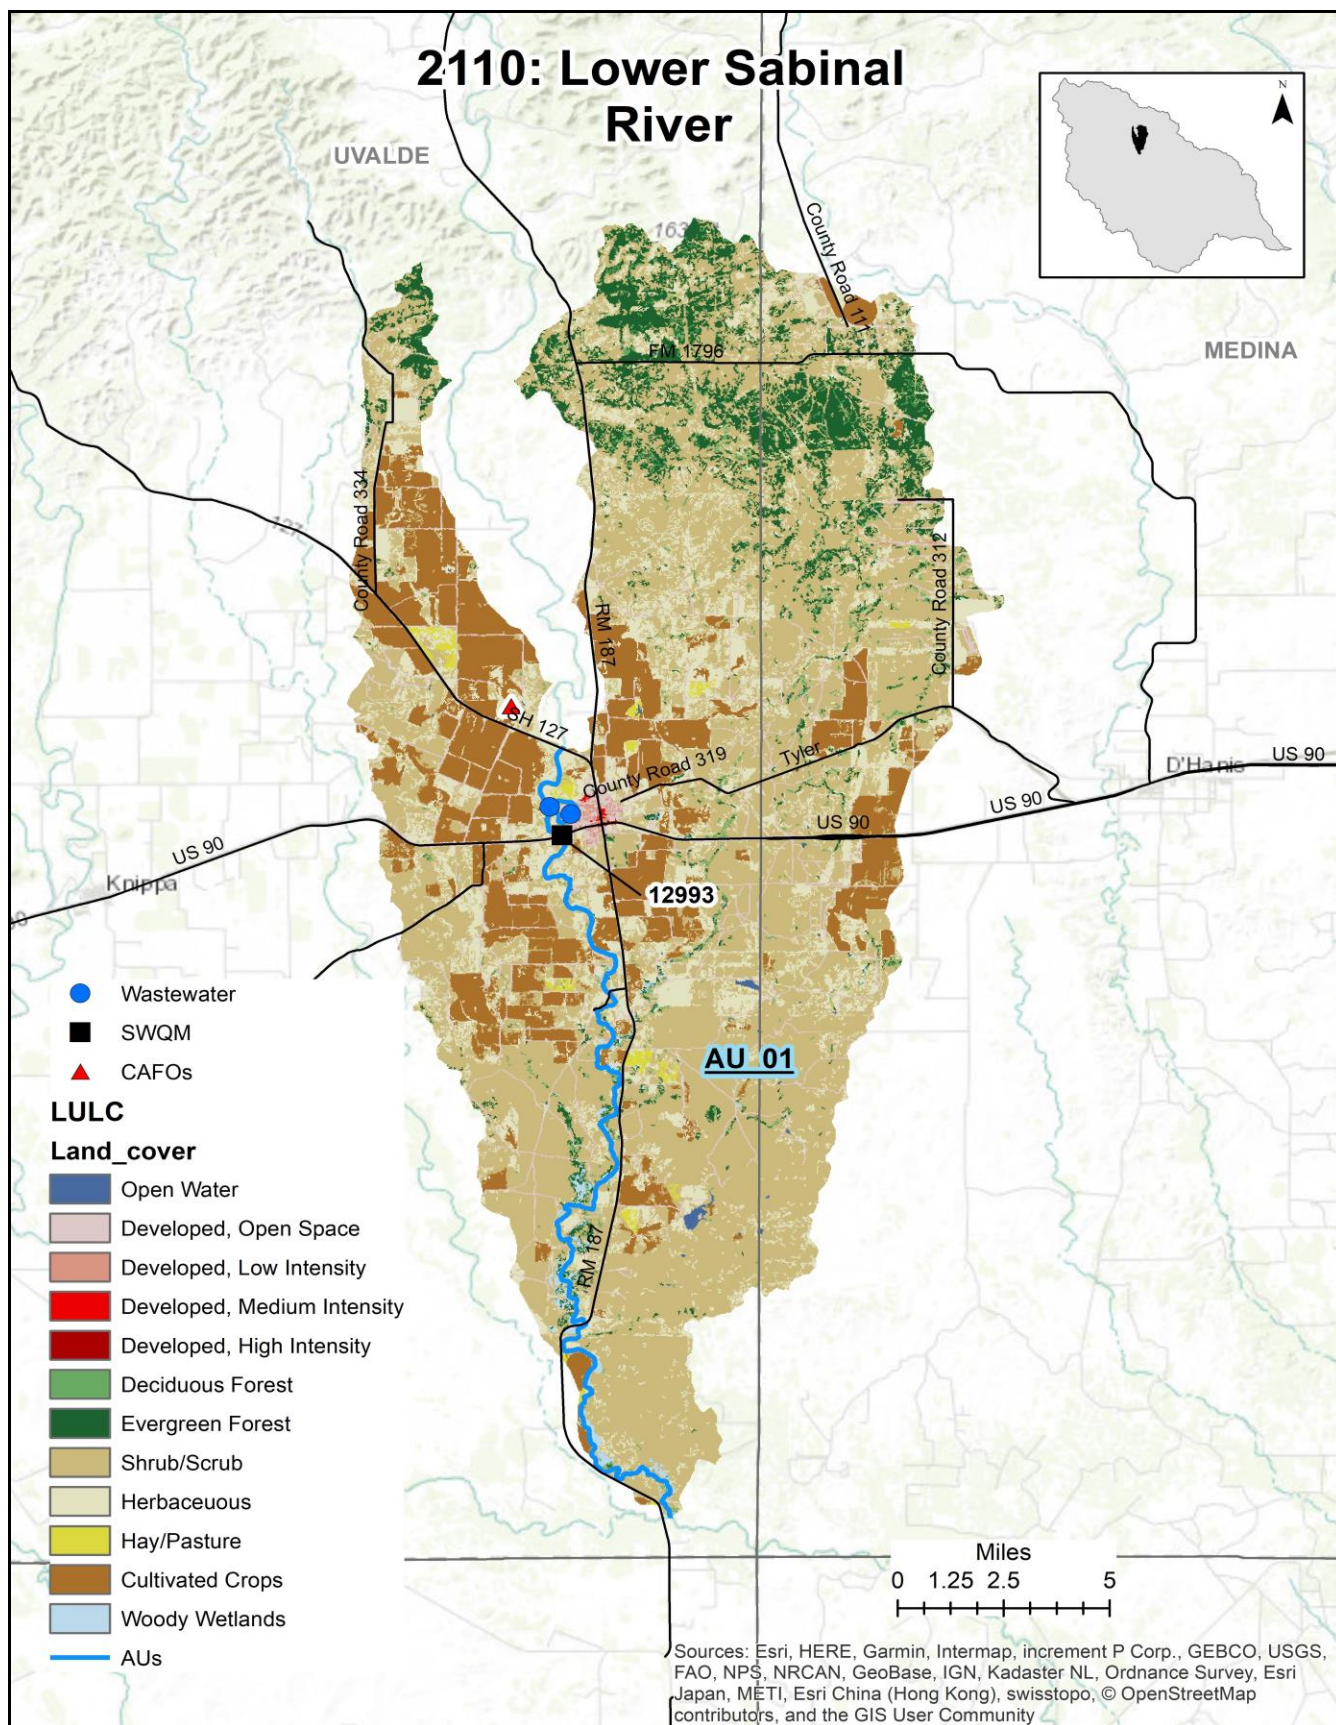 2110: Lower Sabinal
River
N
UVALDE
163
County Road 111
MEDINA
FM 1796
County Road 334
127
County Road 312
RM 187
SH 127
Tyler
County Road 319
D'Hanis
US 90
US 90
US 90
US 90
Knippa
12993
AU_01
RM 187
Wastewater
SWQM
CAFOs
LULC
Land_cover
Open Water
Developed, Open Space
Developed, Low Intensity
Developed, Medium Intensity
Developed, High Intensity
Deciduous Forest
Evergreen Forest
Shrub/Scrub
Herbaceuous
Hay/Pasture
Cultivated Crops
Woody Wetlands
AUs
Miles
0 1.25 2.5 5
Sources: Esri, HERE, Garmin, Intermap, increment P Corp., GEBCO, USGS,
FAO, NPS, NRCAN, GeoBase, IGN, Kadaster NL, Ordnance Survey, Esri
Japan, METI, Esri China (Hong Kong), swisstopo, © OpenStreetMap
contributors, and the GIS User Community